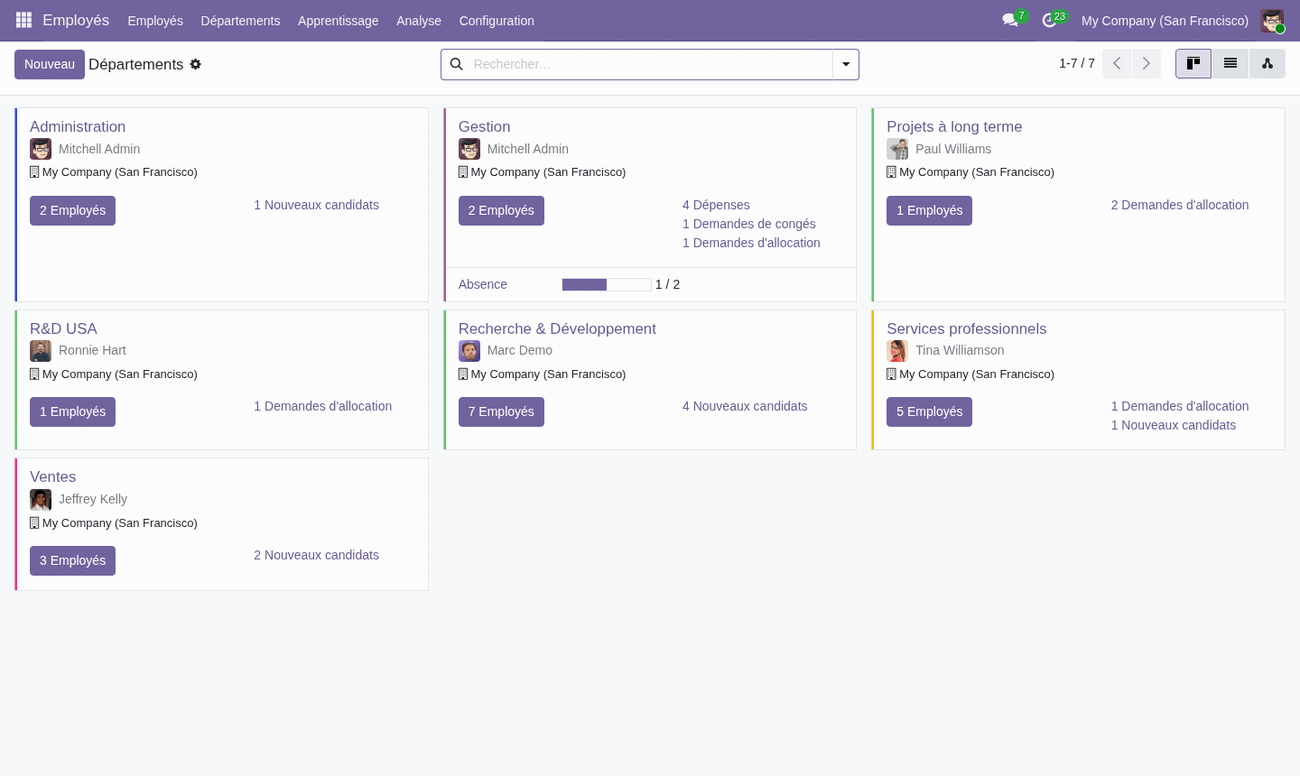 Employés Employés Départements Apprentissage Analyse Configuration 7 23 My Company (San Francisco)
Nouveau Départements Rechercher... 1-7 / 7
Administration
Mitchell Admin
My Company (San Francisco)
2 Employés 1 Nouveaux candidats
Gestion
Mitchell Admin
My Company (San Francisco)
2 Employés 4 Dépenses
1 Demandes de congés
1 Demandes d'allocation
Absence 1 / 2
Projets à long terme
Paul Williams
My Company (San Francisco)
1 Employés 2 Demandes d'allocation
R&D USA
Ronnie Hart
My Company (San Francisco)
1 Employés 1 Demandes d'allocation
Recherche & Développement
Marc Demo
My Company (San Francisco)
7 Employés 4 Nouveaux candidats
Services professionnels
Tina Williamson
My Company (San Francisco)
5 Employés 1 Demandes d'allocation
1 Nouveaux candidats
Ventes
Jeffrey Kelly
My Company (San Francisco)
3 Employés 2 Nouveaux candidats